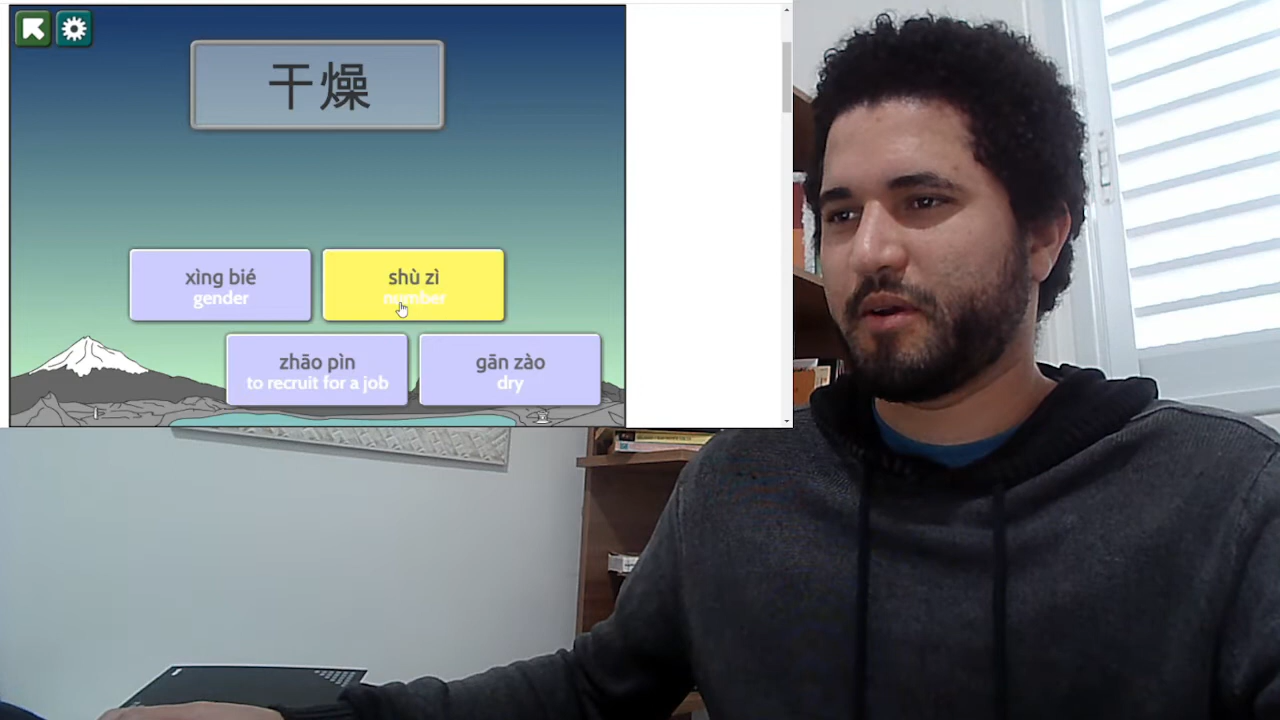 干燥
xìng bié
gender
shù zì
number
zhāo pìn
to recruit for a job
gān zào
dry